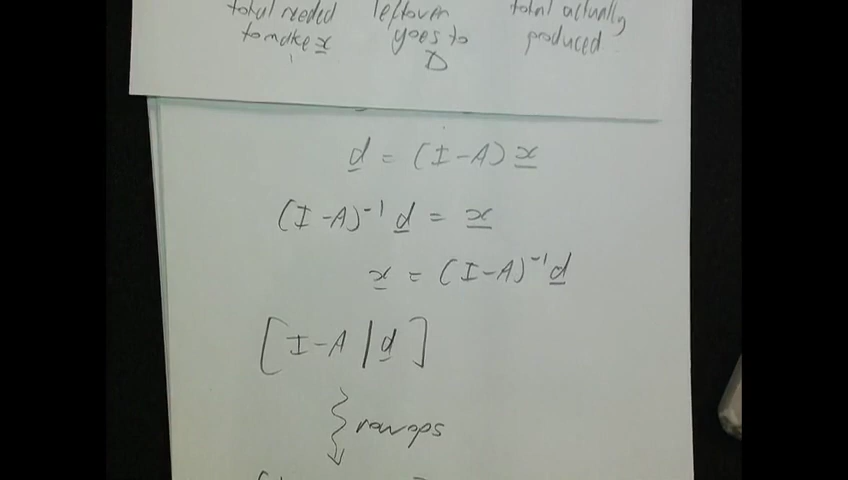 total needed leftover total actually
to make x goes to produced
D
d = (I-A) x
(I-A)⁻¹ d = x
x = (I-A)⁻¹ d
[I-A | d]
row ops